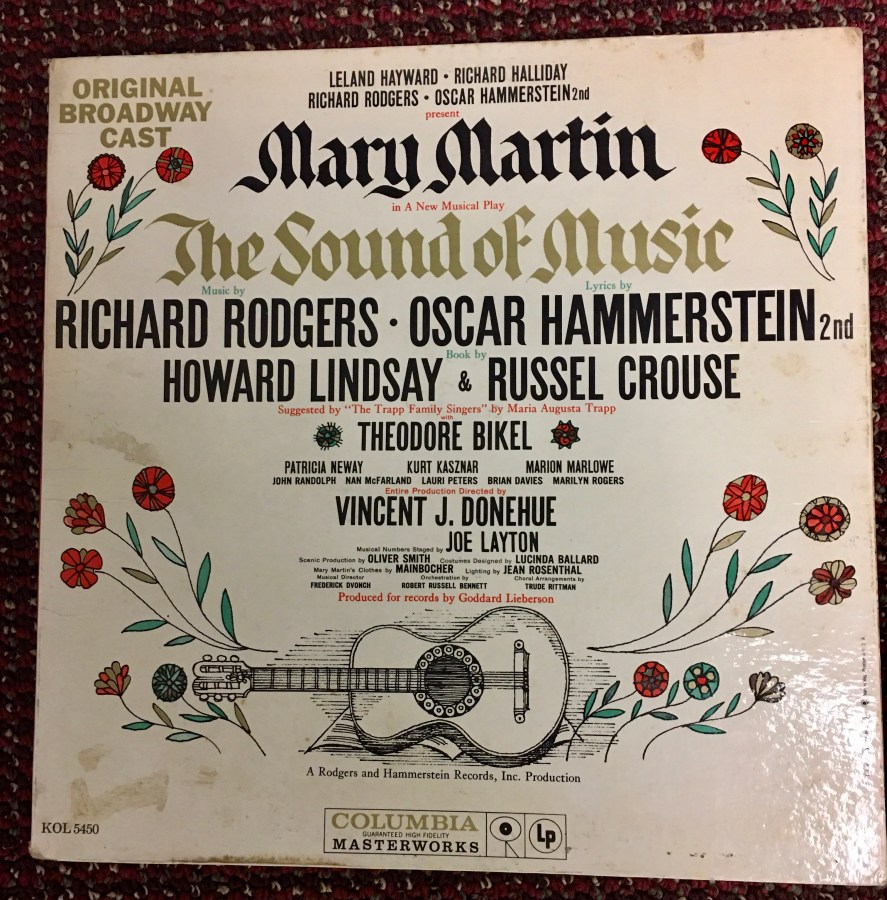 ORIGINAL
BROADWAY
CAST
LELAND HAYWARD • RICHARD HALLIDAY
RICHARD RODGERS • OSCAR HAMMERSTEIN 2nd
present
Mary Martin
in A New Musical Play
The Sound of Music
Music by Lyrics by
RICHARD RODGERS • OSCAR HAMMERSTEIN 2nd
Book by
HOWARD LINDSAY & RUSSEL CROUSE
Suggested by "The Trapp Family Singers" by Maria Augusta Trapp
with
THEODORE BIKEL
PATRICIA NEWAY KURT KASZNAR MARION MARLOWE
JOHN RANDOLPH NAN McFARLAND LAURI PETERS BRIAN DAVIES MARILYN ROGERS
Entire Production Directed by
VINCENT J. DONEHUE
Musical Numbers Staged by JOE LAYTON
Scenic Production by OLIVER SMITH Costumes Designed by LUCINDA BALLARD
Mary Martin's Clothes by MAINBOCHER Lighting by JEAN ROSENTHAL
Musical Director Orchestration by Choral Arrangements by
FREDERICK DVONCH ROBERT RUSSELL BENNETT TRUDE RITTMAN
Produced for records by Goddard Lieberson
A Rodgers and Hammerstein Records, Inc. Production
KOL 5450
COLUMBIA
GUARANTEED HIGH FIDELITY
MASTERWORKS
Lp